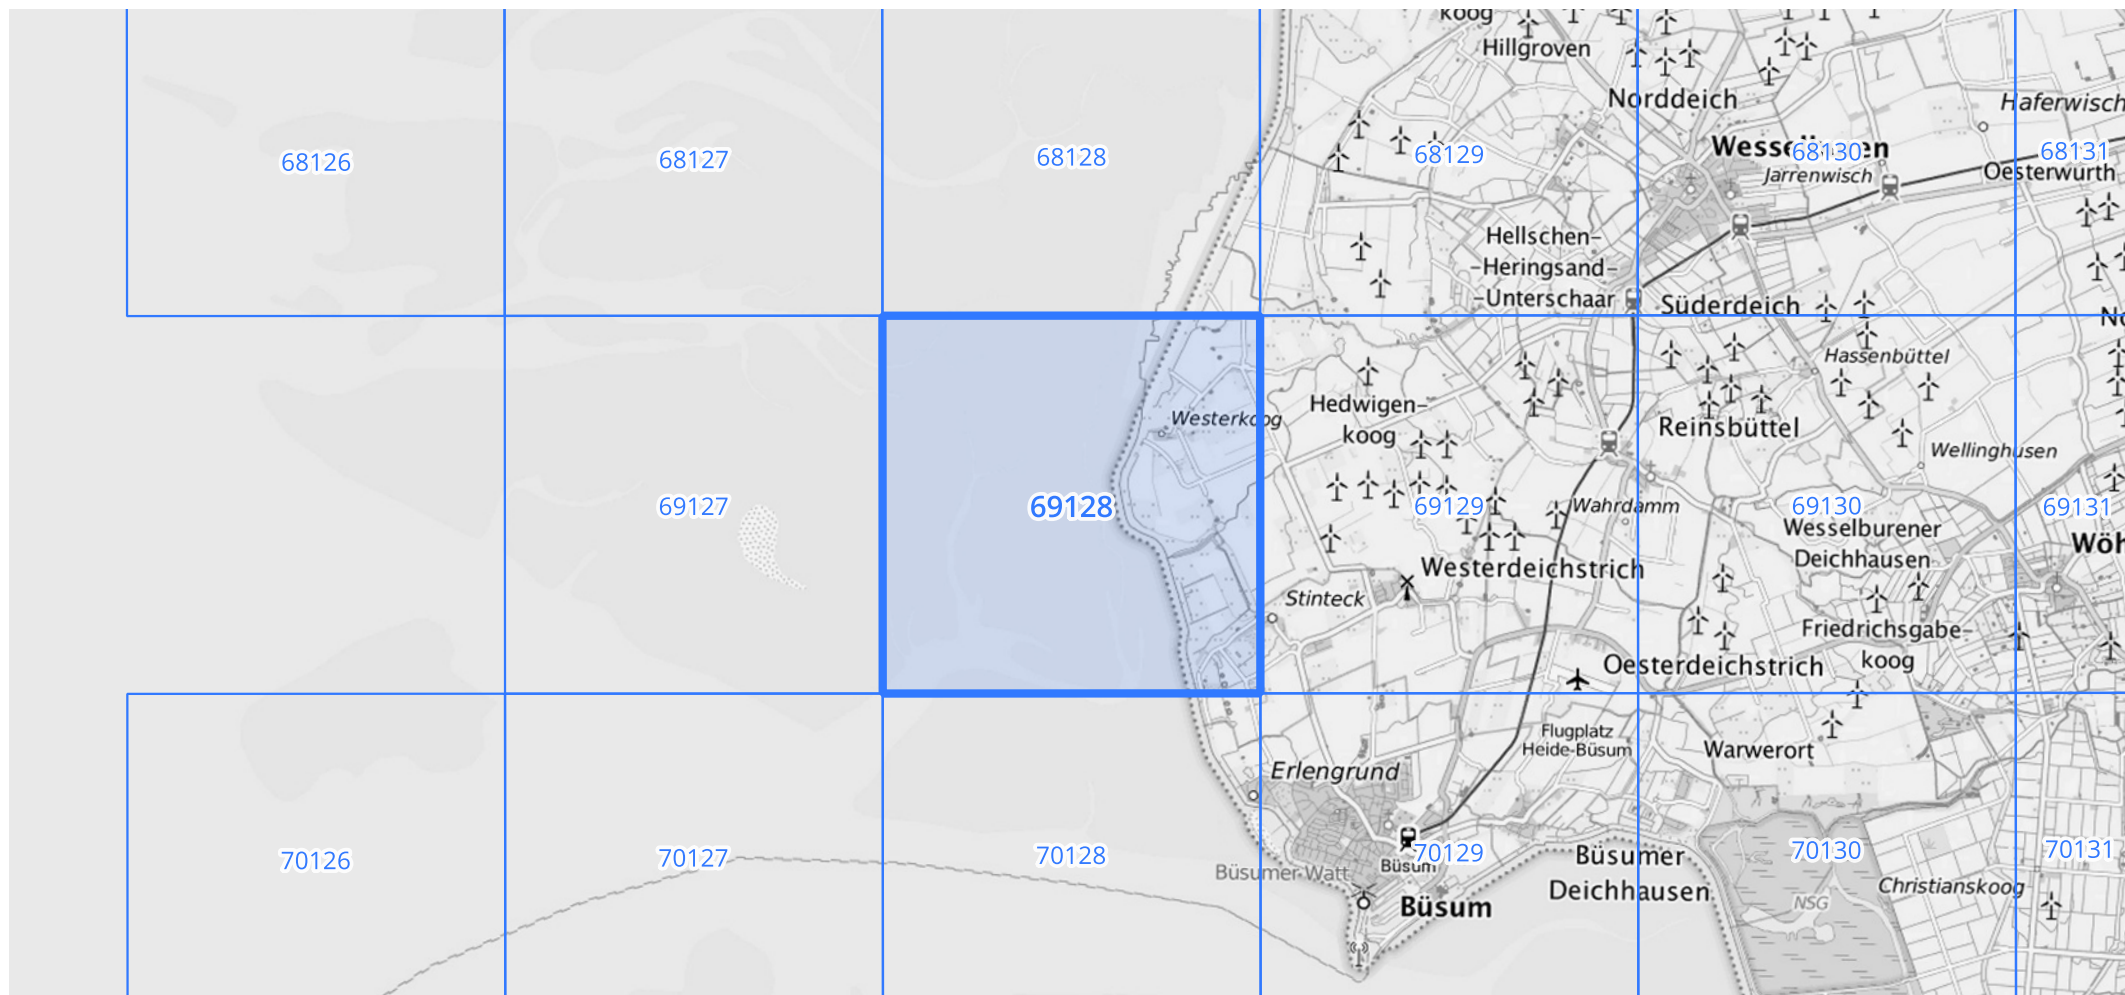 koog
Hillgroven
Norddeich
Haferwisch
68126
68127
68128
68129
68130
68131
Jarrenwisch
Oesterwurth
Hellschen-
-Heringsand-
-Unterschaar
Süderdeich
Hassenbüttel
Westerkoog
Hedwigen-
koog
Reinsbüttel
Wellinghusen
69127
69128
69129
Wahrdamm
69130
69131
Wesselburener
Deichhausen
Westerdeichstrich
Stinteck
Friedrichsgabe-
koog
Oesterdeichstrich
Flugplatz
Heide-Büsum
Warwerort
Erlengrund
70126
70127
70128
70129
70130
70131
Büsumer Watt
Büsum
Büsumer
Deichhausen
Christianskoog
NSG
Büsum